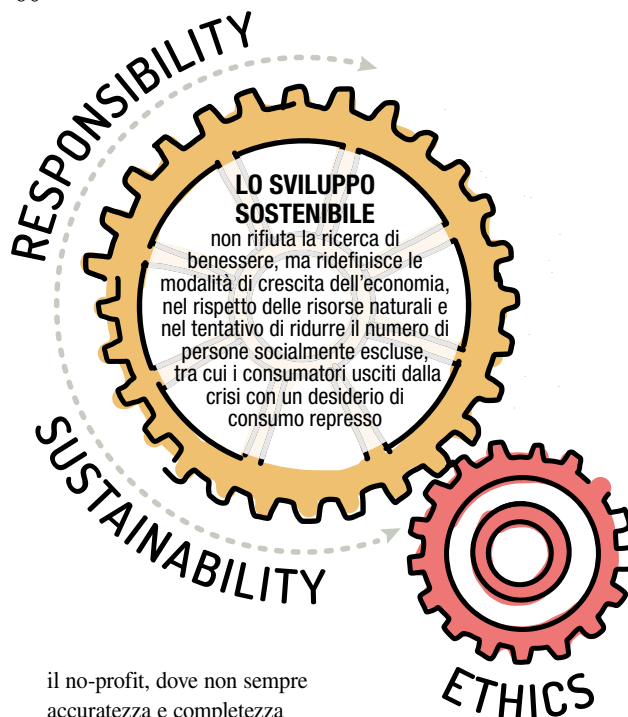 RESPONSIBILITY
LO SVILUPPO
SOSTENIBILE
non rifiuta la ricerca di
benessere, ma ridefinisce le
modalità di crescita dell'economia,
nel rispetto delle risorse naturali e
nel tentativo di ridurre il numero di
persone socialmente escluse,
tra cui i consumatori usciti dalla
crisi con un desiderio di
consumo represso
SUSTAINABILITY
ETHICS
il no-profit, dove non sempre
accuratezza e completezza